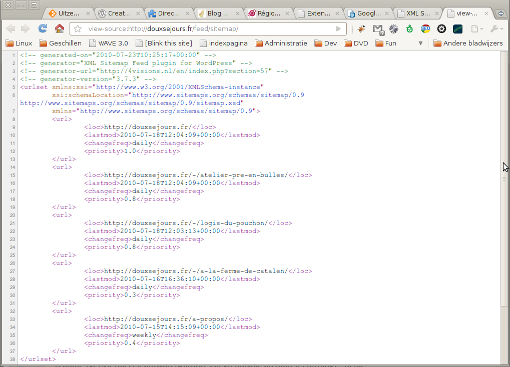 Uitze
Creat
Direc
Blog
Régic
Exten
Google
XML S
view-
view-source:http://douxsejours.fr/feed/sitemap/
Linux Geschillen WAVE 3.0 [Blink this site] indexpagina Administratie Dev DVD Fun Andere bladwijzers
1 <!-- generated-on="2010-07-23T10:25:17+00:00" -->
2 <!-- generator="XML Sitemap Feed plugin for WordPress" -->
3 <!-- generator-url="http://4visions.nl/en/index.php?section=57" -->
4 <!-- generator-version="3.7.3" -->
5 <urlset xmlns:xsi="http://www.w3.org/2001/XMLSchema-instance"
6 xsi:schemaLocation="http://www.sitemaps.org/schemas/sitemap/0.9
http://www.sitemaps.org/schemas/sitemap/0.9/sitemap.xsd"
7 xmlns="http://www.sitemaps.org/schemas/sitemap/0.9">
8 <url>
9 <loc>http://douxsejours.fr/</loc>
10 <lastmod>2010-07-18T12:04:09+00:00</lastmod>
11 <changefreq>daily</changefreq>
12 <priority>1.0</priority>
13 </url>
14 <url>
15 <loc>http://douxsejours.fr/-/atelier-pre-en-bulles/</loc>
16 <lastmod>2010-07-18T12:04:09+00:00</lastmod>
17 <changefreq>daily</changefreq>
18 <priority>0.8</priority>
19 </url>
20 <url>
21 <loc>http://douxsejours.fr/-/logis-du-pouchon/</loc>
22 <lastmod>2010-07-18T12:03:13+00:00</lastmod>
23 <changefreq>daily</changefreq>
24 <priority>0.8</priority>
25 </url>
26 <url>
27 <loc>http://douxsejours.fr/-/a-la-ferme-de-catalen/</loc>
28 <lastmod>2010-07-16T16:36:10+00:00</lastmod>
29 <changefreq>daily</changefreq>
30 <priority>0.3</priority>
31 </url>
32 <url>
33 <loc>http://douxsejours.fr/a-propos/</loc>
34 <lastmod>2010-07-15T14:15:09+00:00</lastmod>
35 <changefreq>weekly</changefreq>
36 <priority>0.4</priority>
37 </url>
38 </urlset>